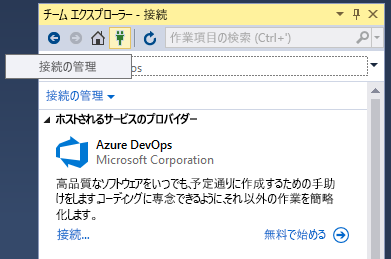 チーム エクスプローラー - 接続
作業項目の検索 (Ctrl+')
接続の管理
ops
接続の管理
ホストされるサービスのプロバイダー
Azure DevOps
Microsoft Corporation
高品質なソフトウェアをいつでも、予定通りに作成するための手助
けをします。コーディングに専念できるように、それ以外の作業を簡略
化します。
接続...
無料で始める